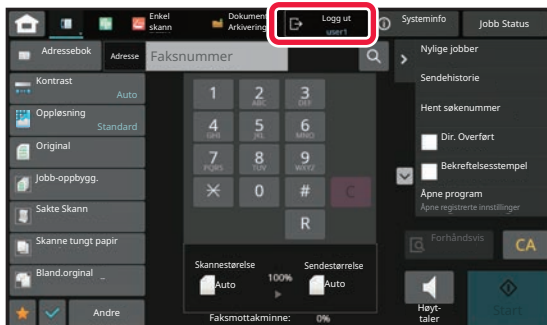 Enkel
skann
Dokument
Arkivering
Logg ut
user1
Systeminfo
Jobb Status
Adressebok
Adresse
Faksnummer
Kontrast
Auto
Oppløsning
Standard
Original
Jobb-oppbygg.
Sakte Skann
Skanne tungt papir
Bland.orginal
Andre
1
2
ABC
3
DEF
4
GHI
5
JKL
6
MNO
7
PQRS
8
TUV
9
WXYZ
0
#
C
R
Skannestørelse
Auto
100%
Sendestørrelse
Auto
Faksmottakminne: 0%
Nylige jobber
Sendehistorie
Hent søkenummer
Dir. Overført
Bekreftelsesstempel
Åpne program
Åpne registrerte innstillinger
Forhåndsvis
CA
Høyt-
taler
Start